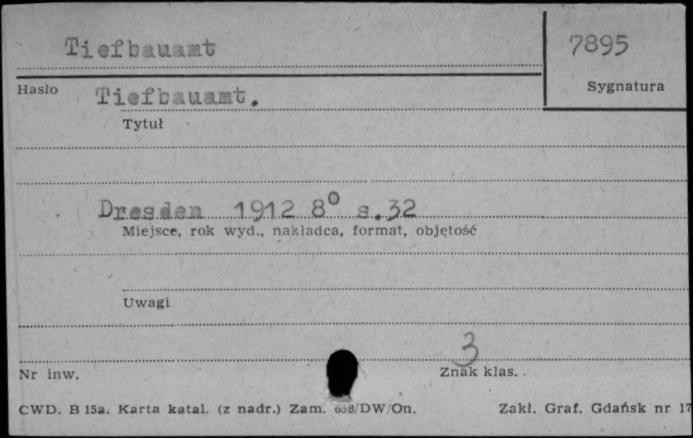 Tiefbauamt
7895
Hasło
Sygnatura
Tiefbauamt.
Tytuł
Dresden 1912 8° s.32
Miejsce, rok wyd., nakładca, format, objętość
Uwagi
3
Nr inw.
Znak klas.
CWD. B 15a. Karta katal. (z nadr.) Zam. /DW/On.
Zakł. Graf. Gdańsk nr 17